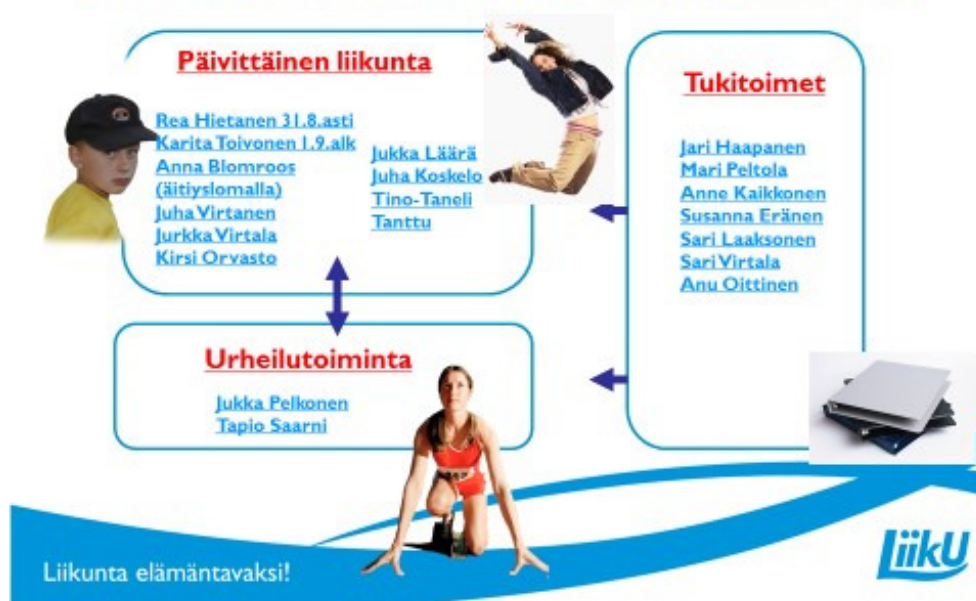 Päivittäinen liikunta
Rea Hietanen 31.8.asti
Karita Toivonen 1.9.alk
Anna Blomroos
(äitiyslomalla)
Juha Virtanen
Jurkka Virtala
Kirsi Orvasto
Jukka Läärä
Juha Koskelo
Tino-Taneli
Tanttu
Tukitoimet
Jari Haapanen
Mari Peltola
Anne Kaikkonen
Susanna Eränen
Sari Laaksonen
Sari Virtala
Anu Oittinen
Urheilutoiminta
Jukka Pelkonen
Tapio Saarni
Liikunta elämäntavaksi!
LiikU